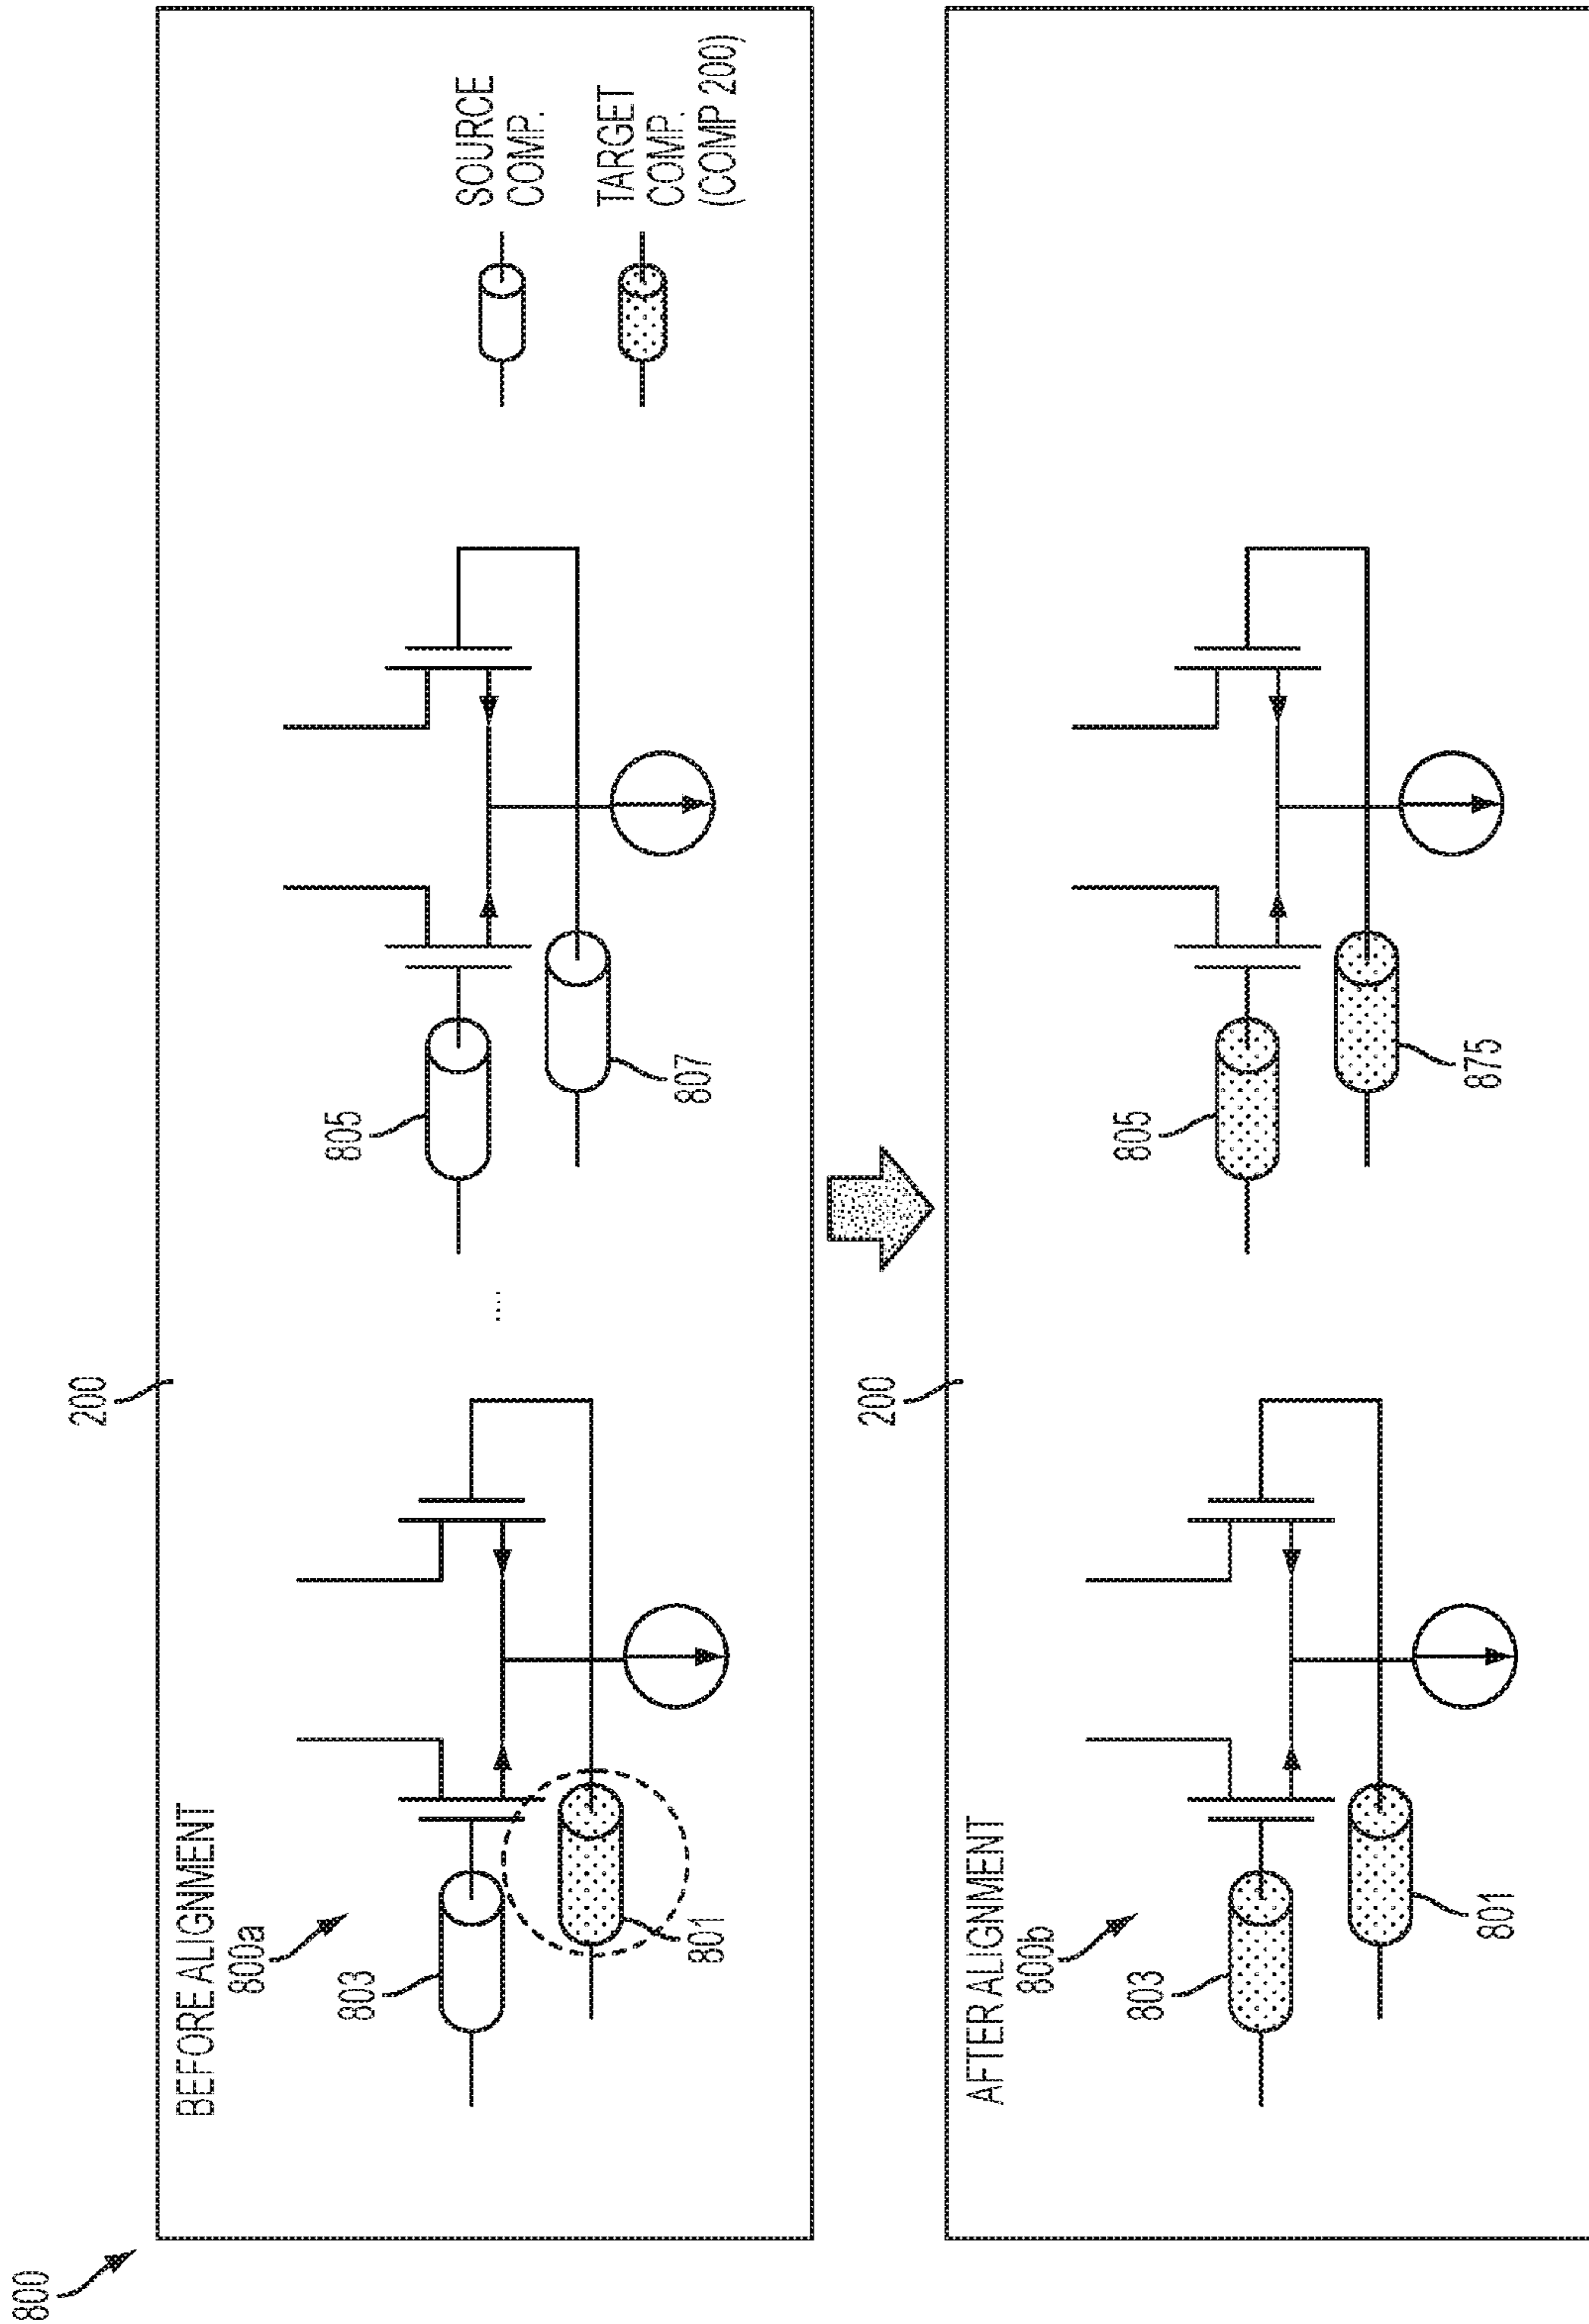 800
200
BEFORE ALIGNMENT
800a
803
801
....
805
807
SOURCE
COMP.
TARGET
COMP.
(COMP 200)
200
AFTER ALIGNMENT
800b
803
801
805
875